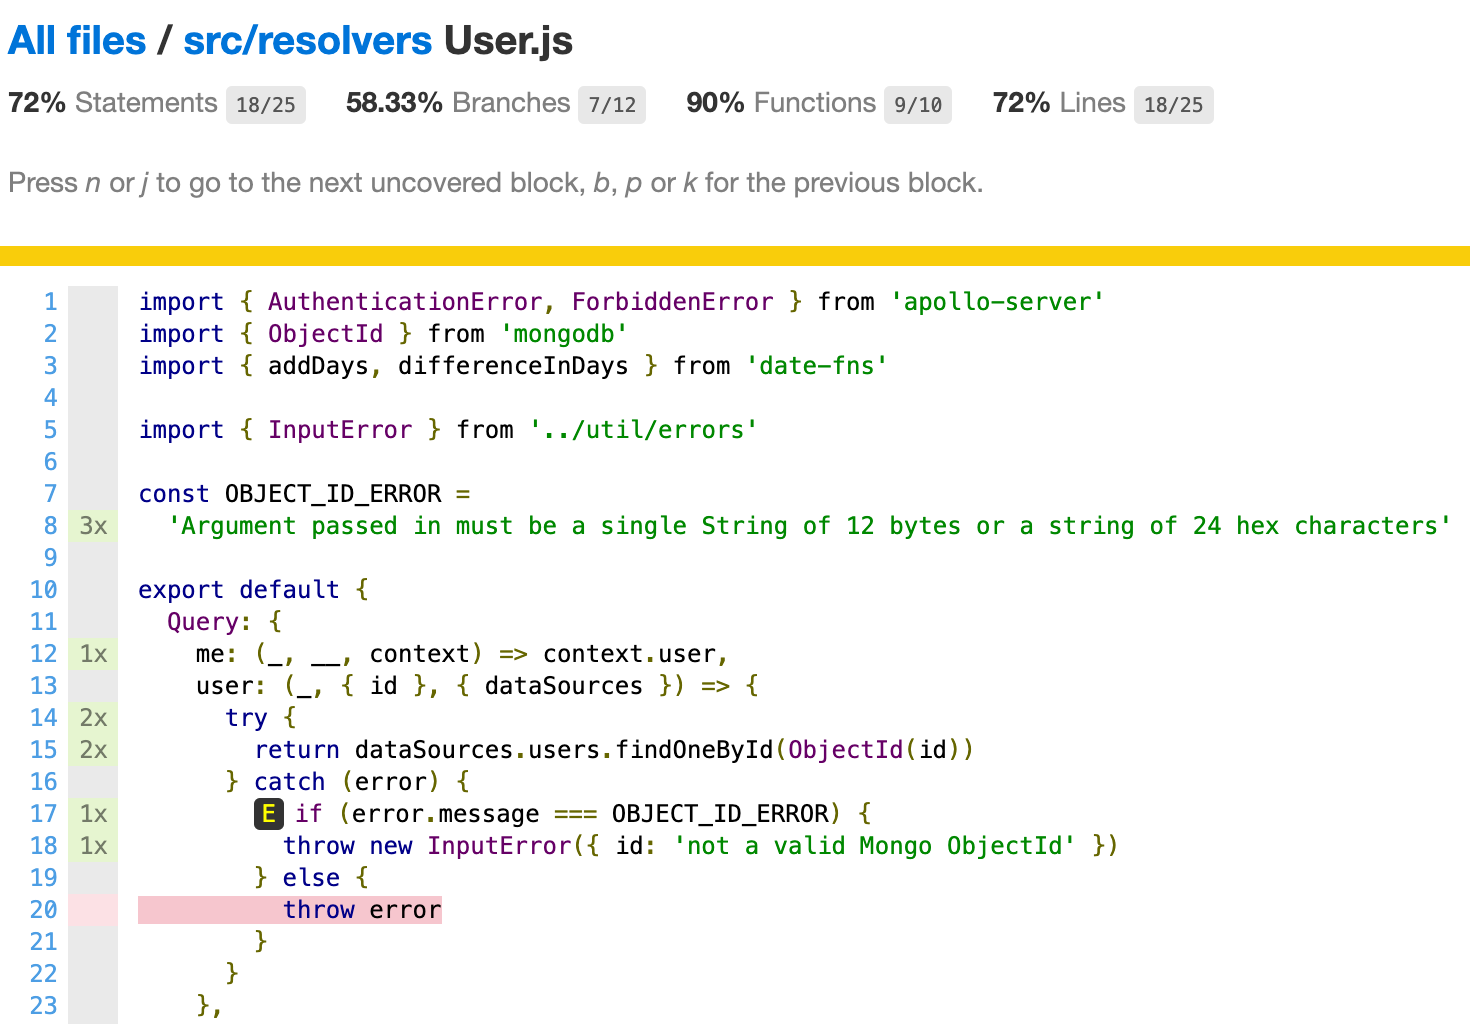 All files / src/resolvers User.js
72% Statements 18/25 58.33% Branches 7/12 90% Functions 9/10 72% Lines 18/25
Press n or j to go to the next uncovered block, b, p or k for the previous block.
1 import { AuthenticationError, ForbiddenError } from 'apollo-server'
2 import { ObjectId } from 'mongodb'
3 import { addDays, differenceInDays } from 'date-fns'
4
5 import { InputError } from '../util/errors'
6
7 const OBJECT_ID_ERROR =
8 3x   'Argument passed in must be a single String of 12 bytes or a string of 24 hex characters'
9
10 export default {
11   Query: {
12 1x     me: (_, __, context) => context.user,
13     user: (_, { id }, { dataSources }) => {
14 2x       try {
15 2x         return dataSources.users.findOneById(ObjectId(id))
16       } catch (error) {
17 1x         E if (error.message === OBJECT_ID_ERROR) {
18 1x           throw new InputError({ id: 'not a valid Mongo ObjectId' })
19         } else {
20           throw error
21         }
22       }
23     },